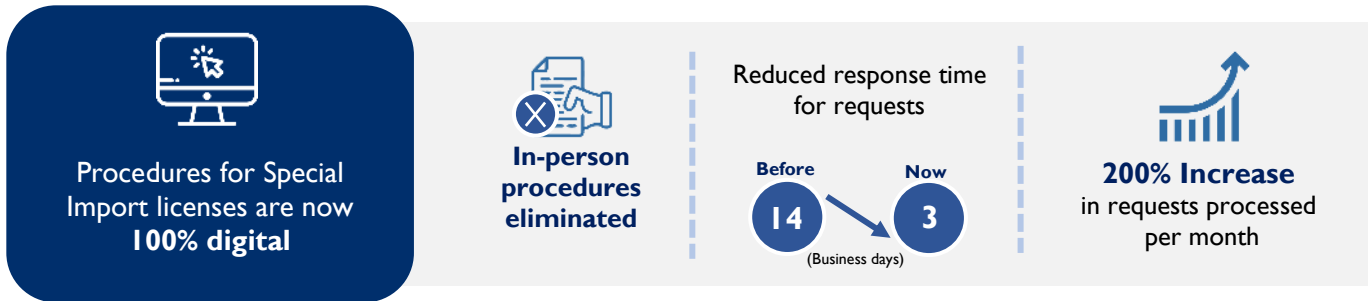 Procedures for Special
Import licenses are now
100% digital
X
In-person
procedures
eliminated
Reduced response time
for requests
Before
Now
14
3
(Business days)
200% Increase
in requests processed
per month